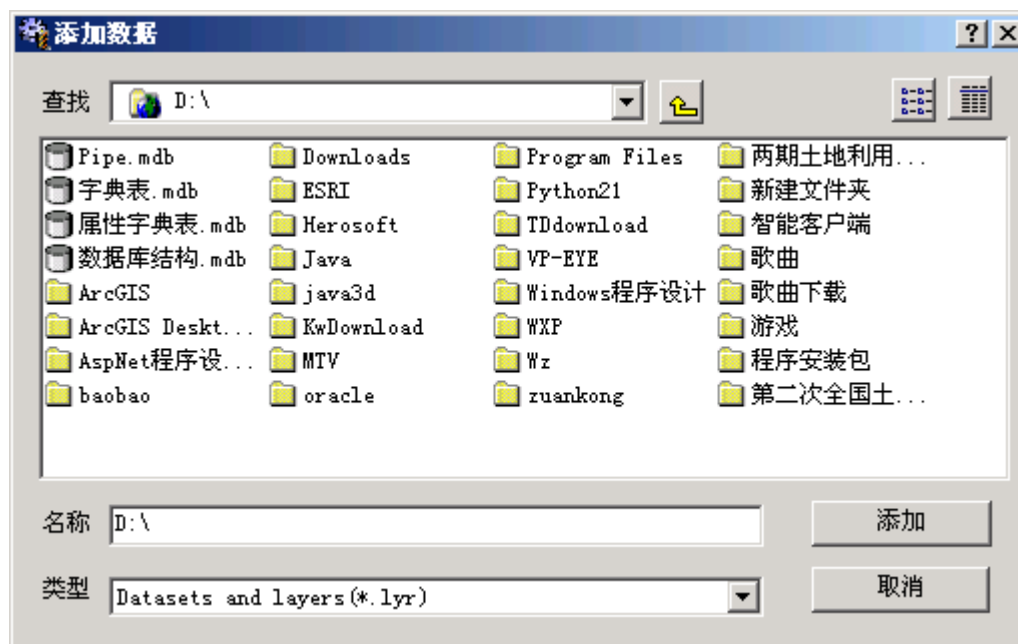 添加数据
查找 D:\
Pipe.mdb Downloads Program Files 两期土地利用...
字典表.mdb ESRI Python21 新建文件夹
属性字典表.mdb Herosoft TDdownload 智能客户端
数据库结构.mdb Java VP-EYE 歌曲
ArcGIS java3d Windows程序设计 歌曲下载
ArcGIS Deskt... KwDownload WXP 游戏
AspNet程序设... MTV Wz 程序安装包
baobao oracle zuankong 第二次全国土...
名称 D:\ 添加
类型 Datasets and layers(*.lyr) 取消